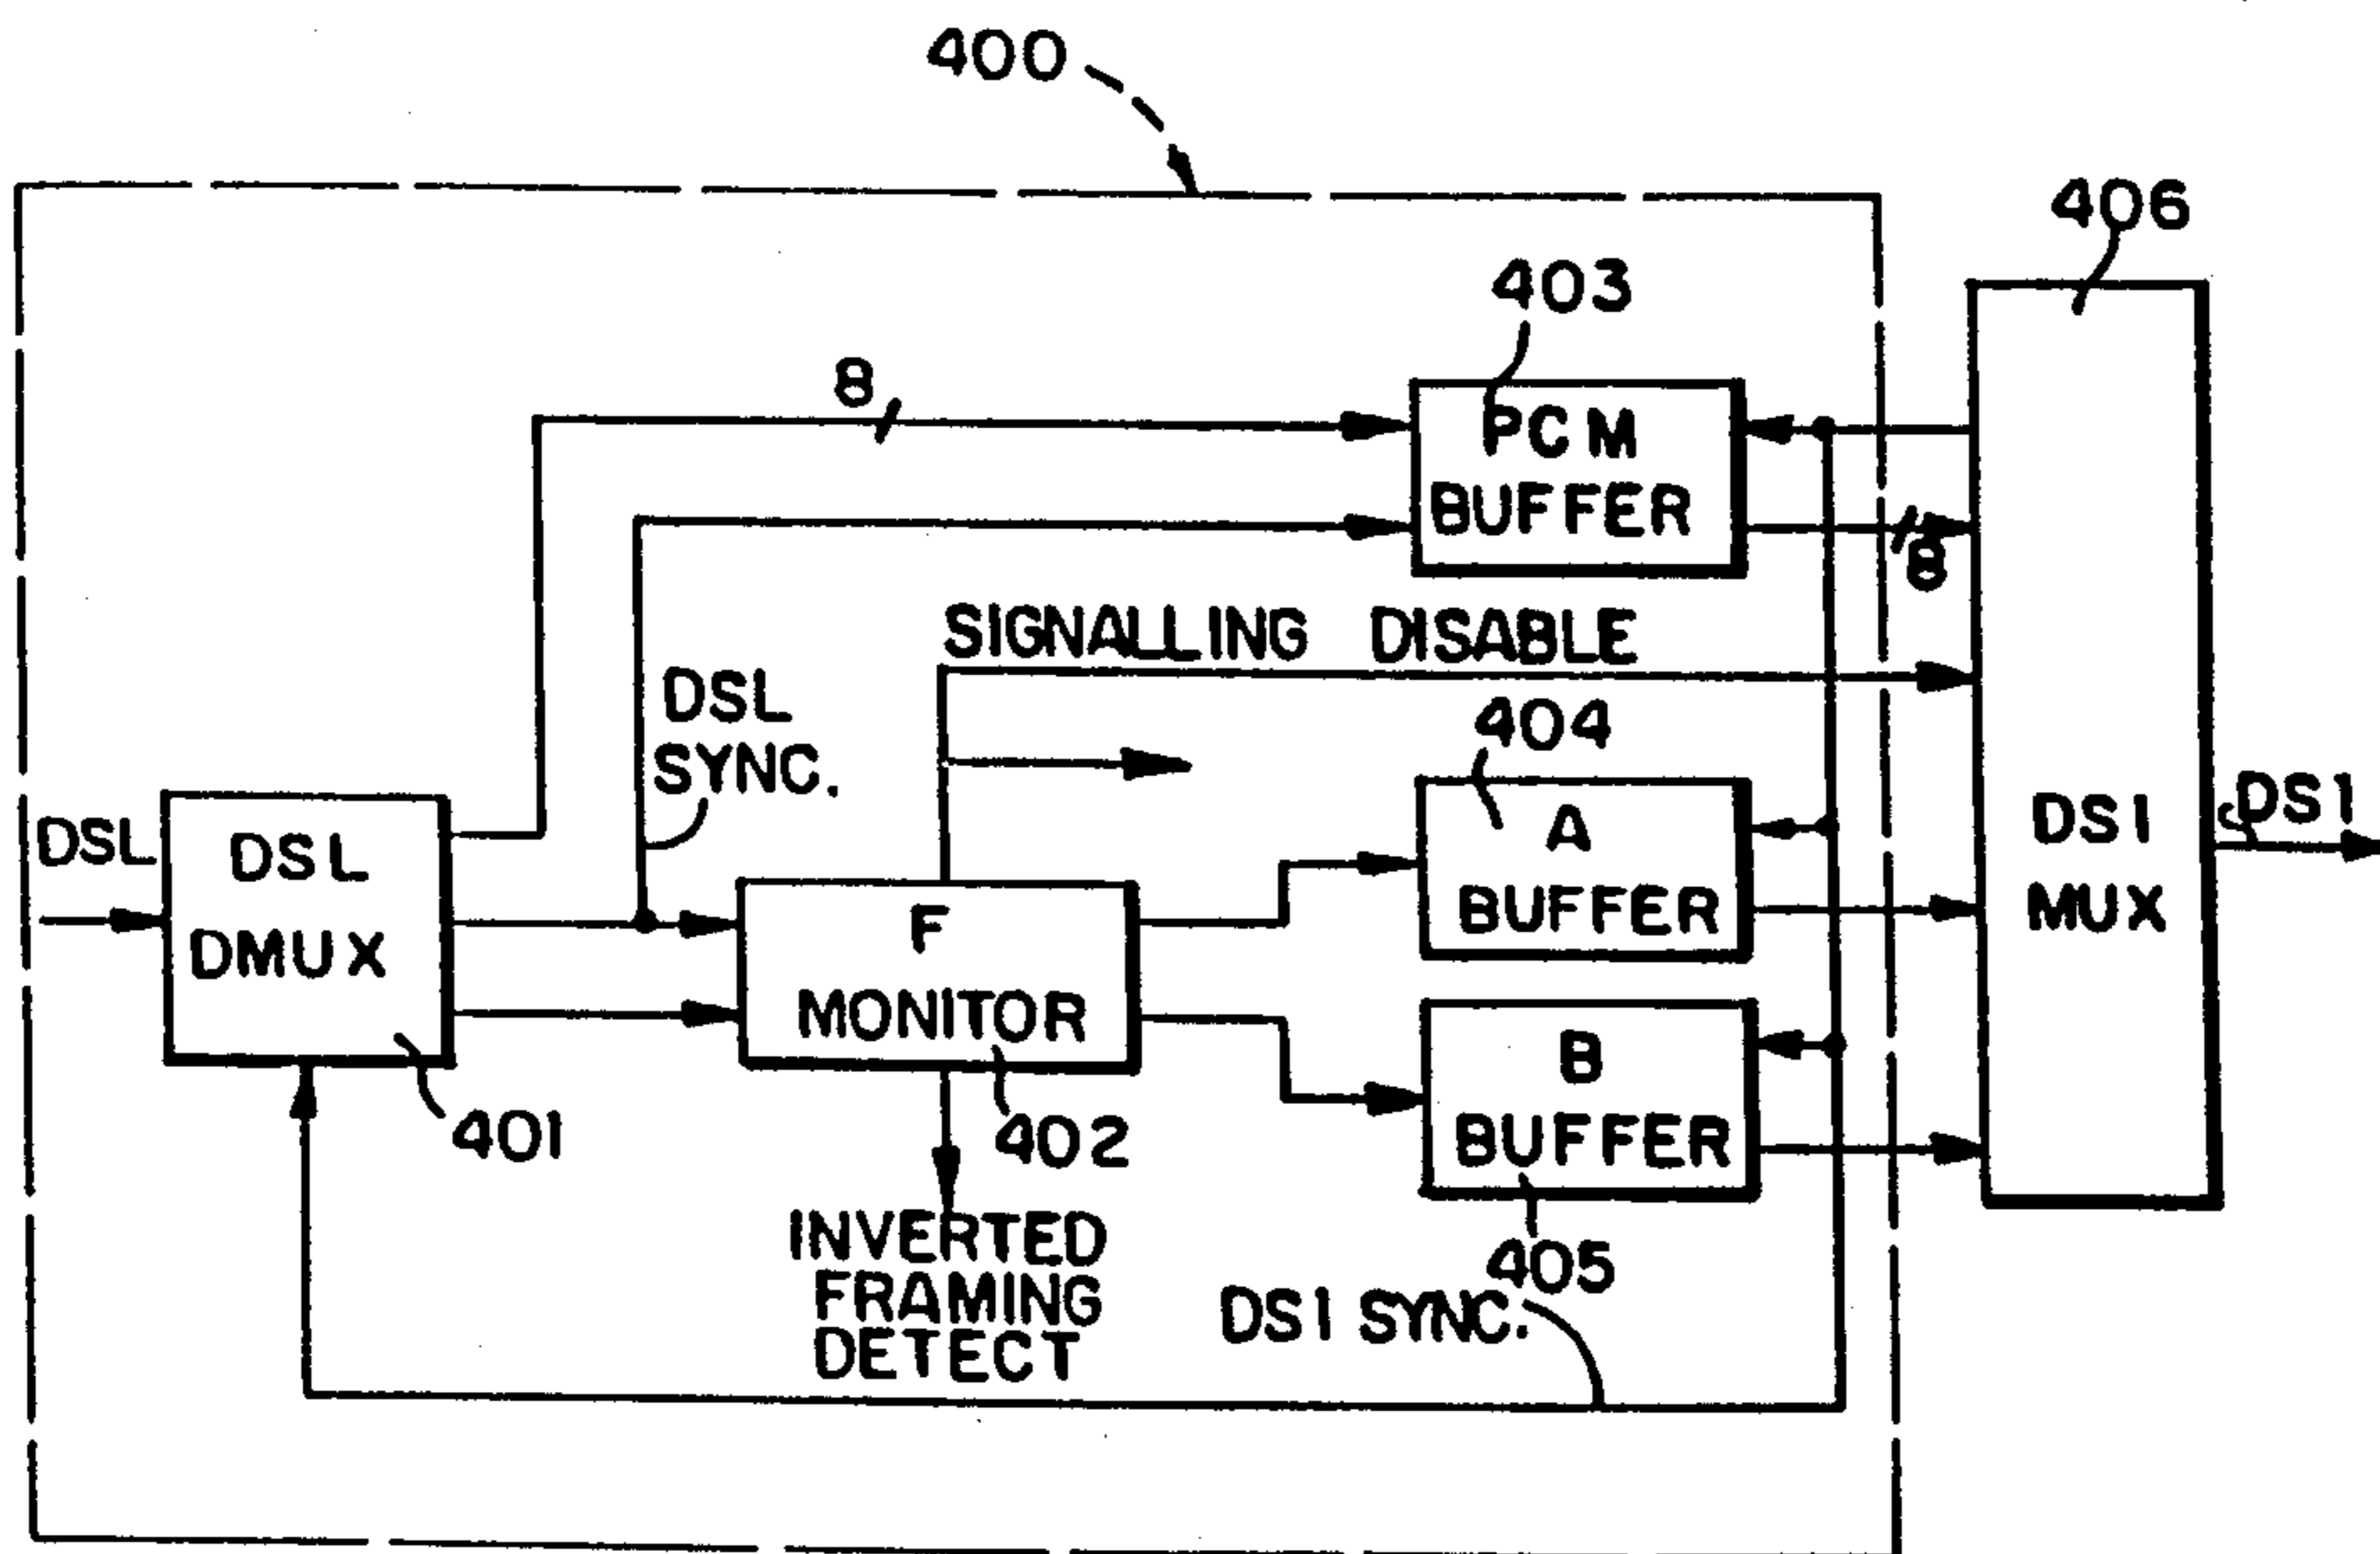 400
406
403
8
PCM
BUFFER
8
SIGNALLING DISABLE
DSL
SYNC.
404
DSL
DSL
DMUX
F
MONITOR
A
BUFFER
DS1
MUX
DS1
401
402
B
BUFFER
405
INVERTED
FRAMING
DETECT
DS1 SYNC.